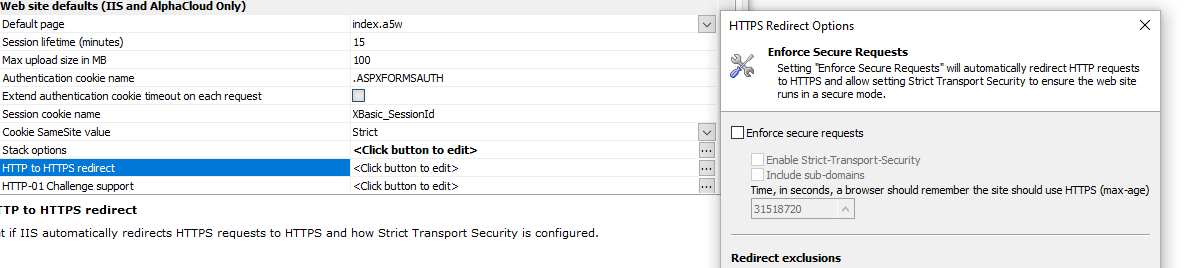 Web site defaults (IIS and AlphaCloud Only)
Default page index.a5w
Session lifetime (minutes) 15
Max upload size in MB 100
Authentication cookie name .ASPXFORMSAUTH
Extend authentication cookie timeout on each request
Session cookie name XBasic_SessionId
Cookie SameSite value Strict
Stack options <Click button to edit> ...
HTTP to HTTPS redirect <Click button to edit> ...
HTTP-01 Challenge support <Click button to edit> ...
TTP to HTTPS redirect
t if IIS automatically redirects HTTPS requests to HTTPS and how Strict Transport Security is configured.
HTTPS Redirect Options
Enforce Secure Requests
Setting "Enforce Secure Requests" will automatically redirect HTTP requests
to HTTPS and allow setting Strict Transport Security to ensure the web site
runs in a secure mode.
Enforce secure requests
Enable Strict-Transport-Security
Include sub-domains
Time, in seconds, a browser should remember the site should use HTTPS (max-age)
31518720
Redirect exclusions